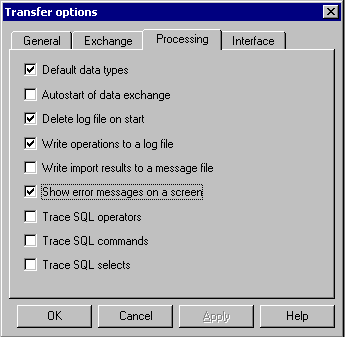 Transfer options
General Exchange Processing Interface
Default data types
Autostart of data exchange
Delete log file on start
Write operations to a log file
Write import results to a message file
Show error messages on a screen
Trace SQL operators
Trace SQL commands
Trace SQL selects
OK Cancel Apply Help